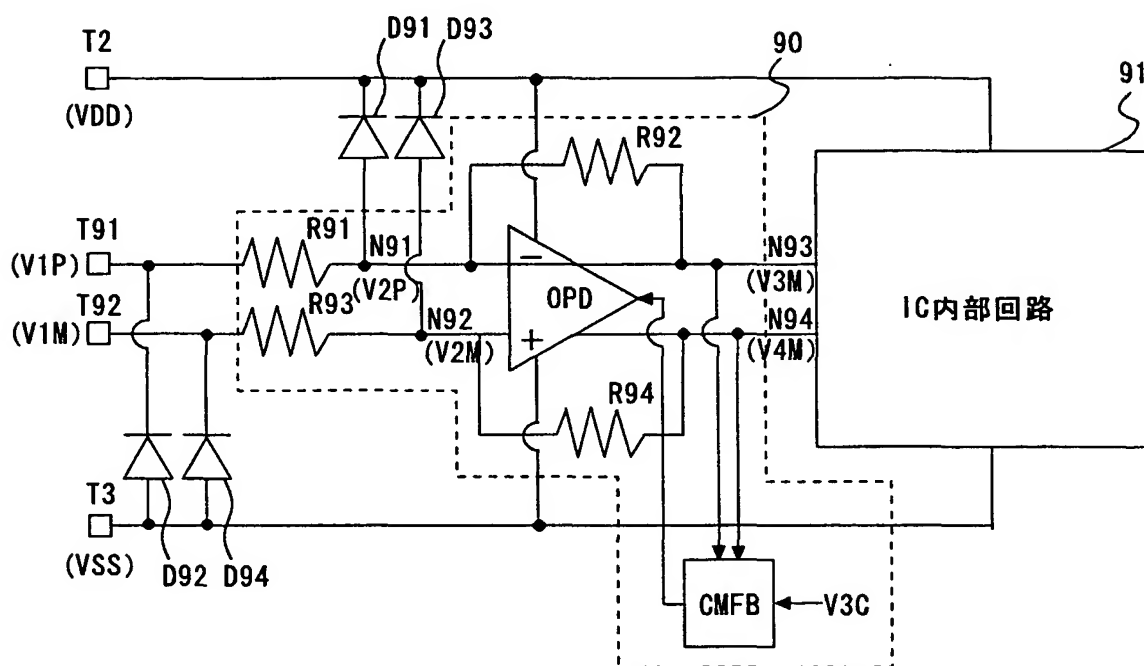 D91
D93
T2
90
(VDD)
91
R92
T91
R91
N91
N93
(V1P)
(V2P)
(V3M)
T92
R93
OPD
IC内部回路
(V1M)
N92
N94
(V2M)
(V4M)
−
+
R94
T3
(VSS)
D92
D94
CMFB
V3C